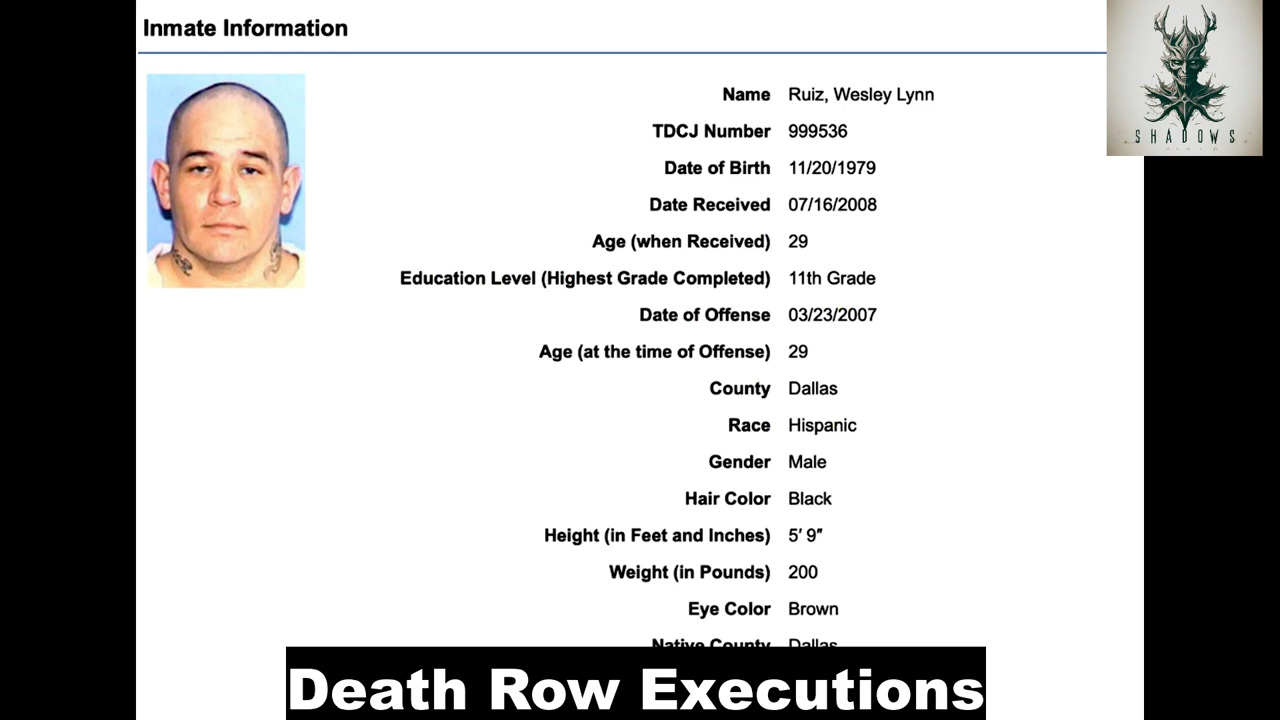 Inmate Information
Name Ruiz, Wesley Lynn
TDCJ Number 999536
Date of Birth 11/20/1979
Date Received 07/16/2008
Age (when Received) 29
Education Level (Highest Grade Completed) 11th Grade
Date of Offense 03/23/2007
Age (at the time of Offense) 29
County Dallas
Race Hispanic
Gender Male
Hair Color Black
Height (in Feet and Inches) 5′ 9″
Weight (in Pounds) 200
Eye Color Brown
Native County Dallas
Death Row Executions
SHADOWS